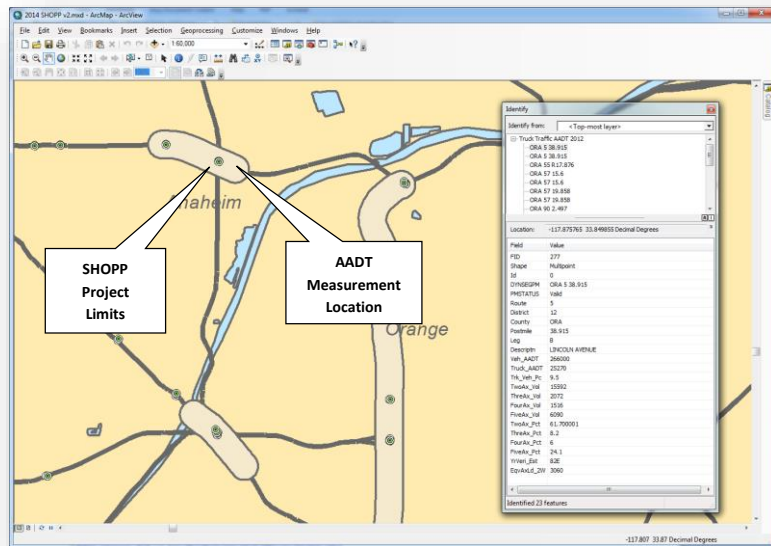 2014 SHOPP v2.mxd - ArcMap - ArcView
File Edit View Bookmarks Insert Selection Geoprocessing Customize Windows Help
1:60,000
Anaheim
Orange
SHOPP
Project
Limits
AADT
Measurement
Location
Catalog
Identify
Identify from: <Top-most layer>
Truck Traffic AADT 2012
ORA 5 38.915
ORA 5 38.915
ORA 55 R17.876
ORA 57 15.6
ORA 57 15.6
ORA 57 19.858
ORA 57 19.858
ORA 90 2.497
Location: -117.875765 33.849855 Decimal Degrees
Field Value
FID 277
Shape Multipoint
Id 0
DYNSEGPM ORA 5 38.915
PMSTATUS Valid
Route 5
District 12
County ORA
Postmile 38.915
Leg B
Descriptn LINCOLN AVENUE
Veh_AADT 266000
Truck_AADT 25270
Trk_Veh_Pc 9.5
TwoAx_Vol 15592
ThreAx_Vol 2072
FourAx_Vol 1516
FiveAx_Vol 6090
TwoAx_Pct 61.700001
ThreAx_Pct 8.2
FourAx_Pct 6
FiveAx_Pct 24.1
YrVeri_Est 82E
EqvAxLd_2W 3060
Identified 23 features
-117.807 33.87 Decimal Degrees